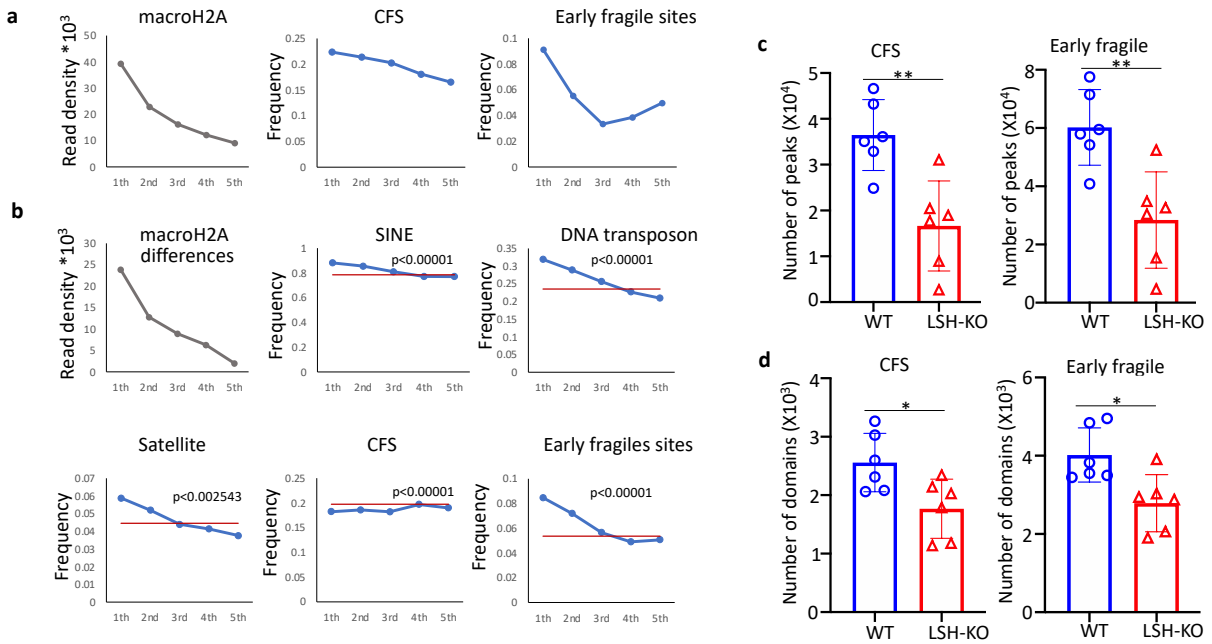 a
macroH2A
Read density *10³
50
40
30
20
10
0
1th 2nd 3rd 4th 5th
CFS
Frequency
0.25
0.2
0.15
0.1
0.05
0
1th 2nd 3rd 4th 5th
Early fragile sites
Frequency
0.1
0.08
0.06
0.04
0.02
0
1th 2nd 3rd 4th 5th
b
macroH2A
differences
Read density *10³
30
25
20
15
10
5
0
1th 2nd 3rd 4th 5th
SINE
p<0.00001
Frequency
1
0.8
0.6
0.4
0.2
0
1th 2nd 3rd 4th 5th
DNA transposon
p<0.00001
Frequency
0.35
0.3
0.25
0.2
0.15
0.1
0.05
0
1th 2nd 3rd 4th 5th
Satellite
p<0.002543
Frequency
0.07
0.06
0.05
0.04
0.03
0.02
0.01
0
1th 2nd 3rd 4th 5th
CFS
p<0.00001
Frequency
0.25
0.2
0.15
0.1
0.05
0
1th 2nd 3rd 4th 5th
Early fragiles sites
p<0.00001
Frequency
0.1
0.08
0.06
0.04
0.02
0
1th 2nd 3rd 4th 5th
c
CFS
**
Number of peaks (X10⁴)
5
4
3
2
1
0
WT LSH-KO
Early fragile
**
Number of peaks (X10⁴)
8
6
4
2
0
WT LSH-KO
d
CFS
*
Number of domains (X10³)
4
3
2
1
0
WT LSH-KO
Early fragile
*
Number of domains (X10³)
6
4
2
0
WT LSH-KO